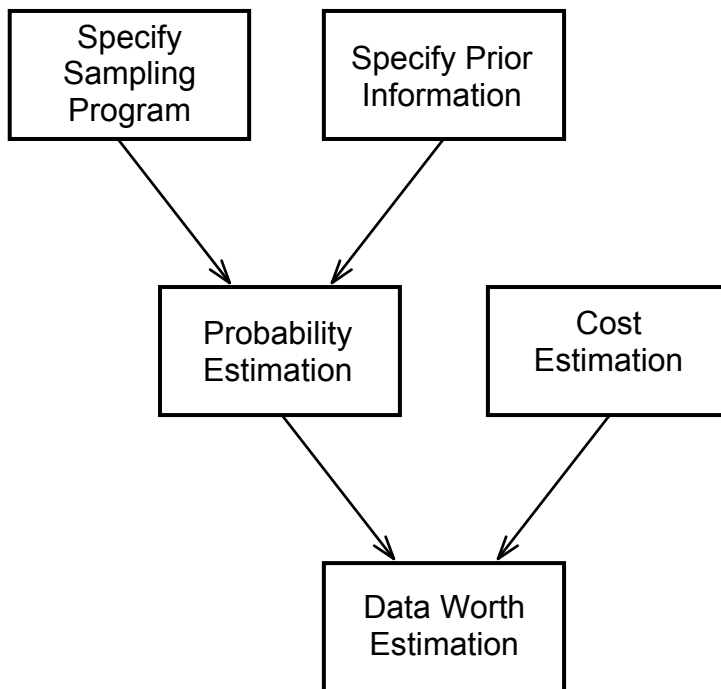 Specify
Sampling
Program
Specify Prior
Information
Probability
Estimation
Cost
Estimation
Data Worth
Estimation